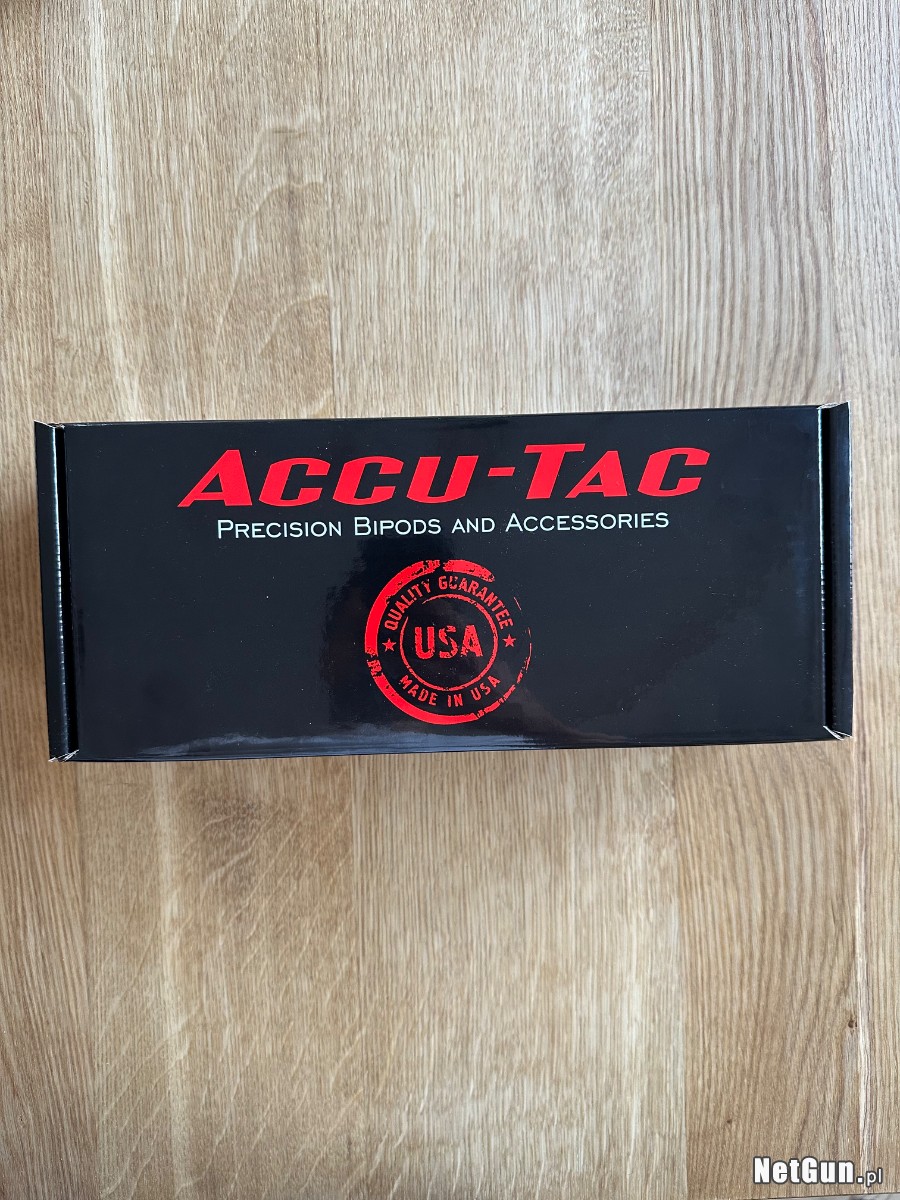 ACCU-TAC
PRECISION BIPODS AND ACCESSORIES
QUALITY GUARANTEE
USA
MADE IN USA
NetGun.pl